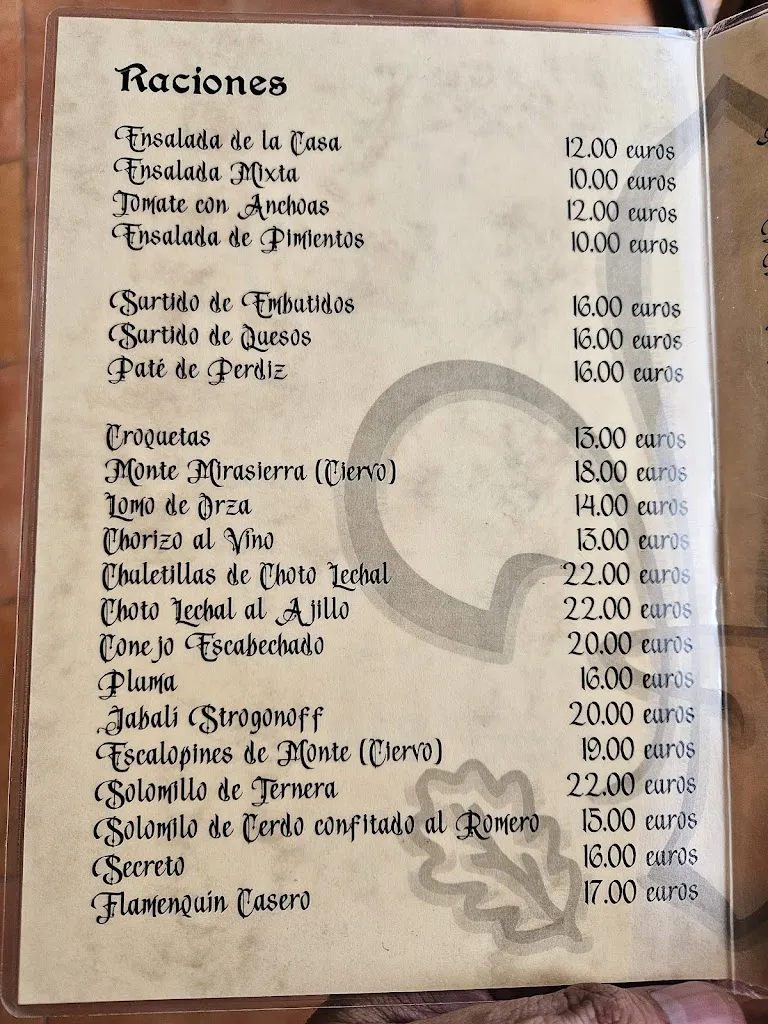 Raciones
Ensalada de la Casa 12.00 euros
Ensalada Mixta 10.00 euros
Tomate con Anchoas 12.00 euros
Ensalada de Pimientos 10.00 euros
Surtido de Embutidos 16.00 euros
Surtido de Quesos 16.00 euros
Paté de Perdiz 16.00 euros
Croquetas 13.00 euros
Monte Mirasierra (Ciervo) 18.00 euros
Lomo de Orza 14.00 euros
Chorizo al Vino 13.00 euros
Chuletillas de Choto Lechal 22.00 euros
Choto Lechal al Ajillo 22.00 euros
Conejo Escabechado 20.00 euros
Pluma 16.00 euros
Jabalí Strogonoff 20.00 euros
Escalopines de Monte (Ciervo) 19.00 euros
Solomillo de Ternera 22.00 euros
Solomilo de Cerdo confitado al Romero 15.00 euros
Secreto 16.00 euros
Flamenquin Casero 17.00 euros